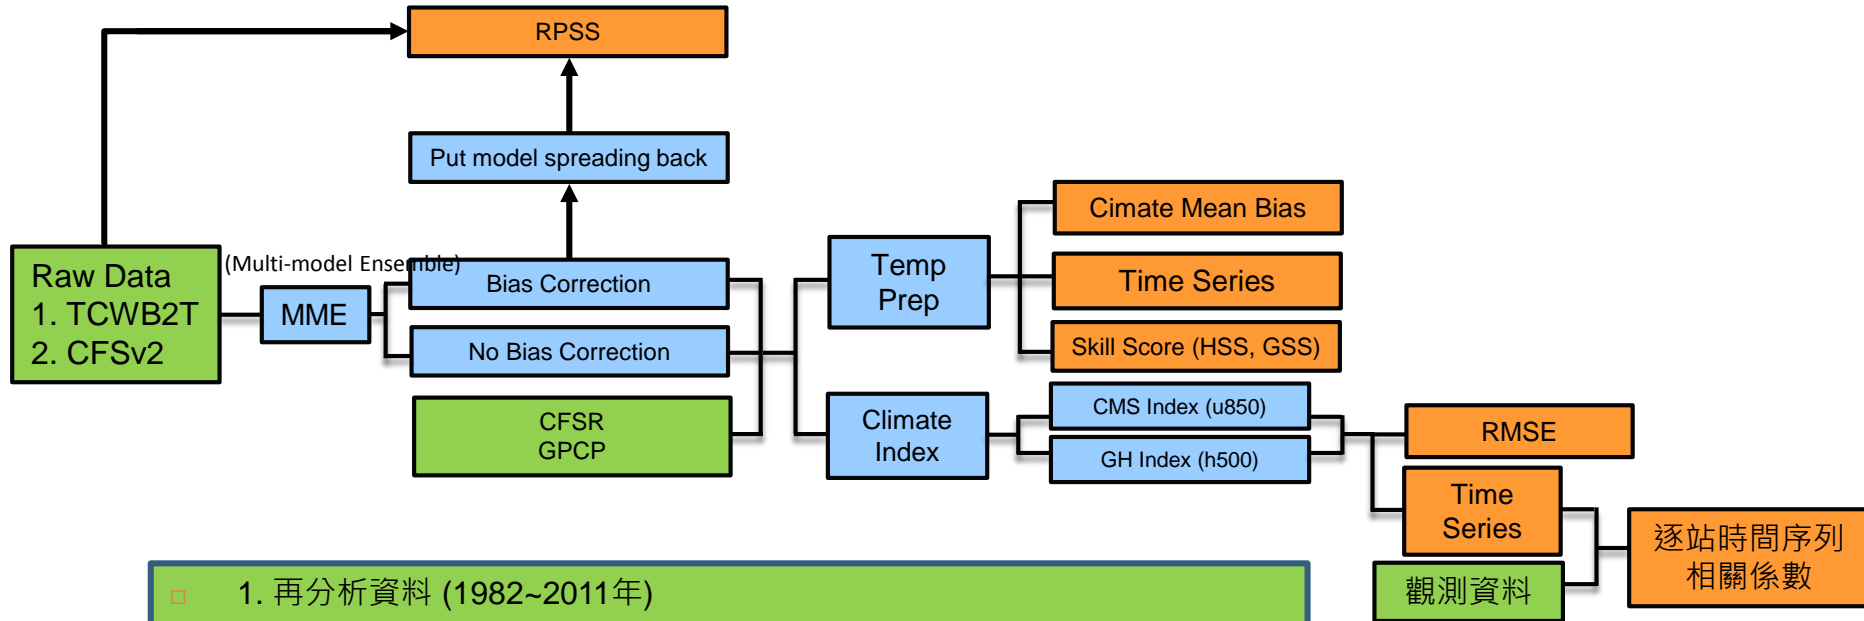 RPSS
Put model spreading back
Raw Data
1. TCWB2T
2. CFSv2
(Multi-model Ensemble)
MME
Bias Correction
No Bias Correction
CFSR
GPCP
Temp
Prep
Climate
Index
Cimate Mean Bias
Time Series
Skill Score (HSS, GSS)
CMS Index (u850)
GH Index (h500)
RMSE
Time
Series
觀測資料
逐站時間序列
相關係數
1. 再分析資料 (1982~2011年)